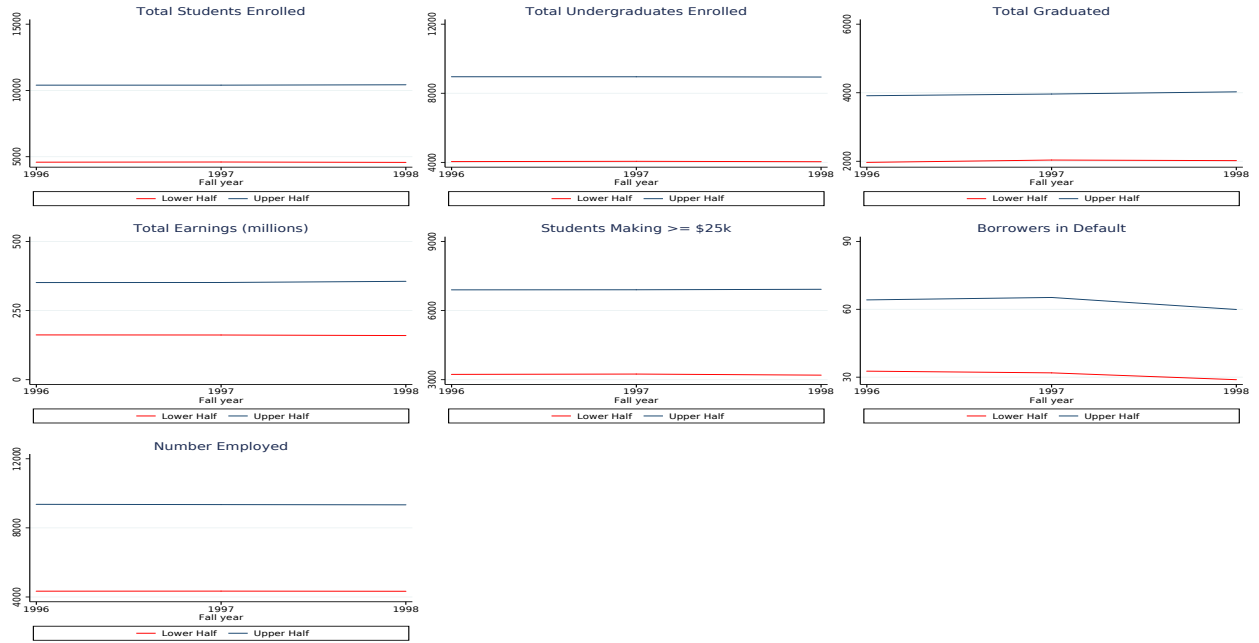 Total Students Enrolled
15000
10000
5000
1996 1997 1998
Fall year
Lower Half Upper Half
Total Undergraduates Enrolled
12000
8000
4000
1996 1997 1998
Fall year
Lower Half Upper Half
Total Graduated
6000
4000
2000
1996 1997 1998
Fall year
Lower Half Upper Half
Total Earnings (millions)
500
250
0
1996 1997 1998
Fall year
Lower Half Upper Half
Students Making >= $25k
9000
6000
3000
1996 1997 1998
Fall year
Lower Half Upper Half
Borrowers in Default
90
60
30
1996 1997 1998
Fall year
Lower Half Upper Half
Number Employed
12000
8000
4000
1996 1997 1998
Fall year
Lower Half Upper Half